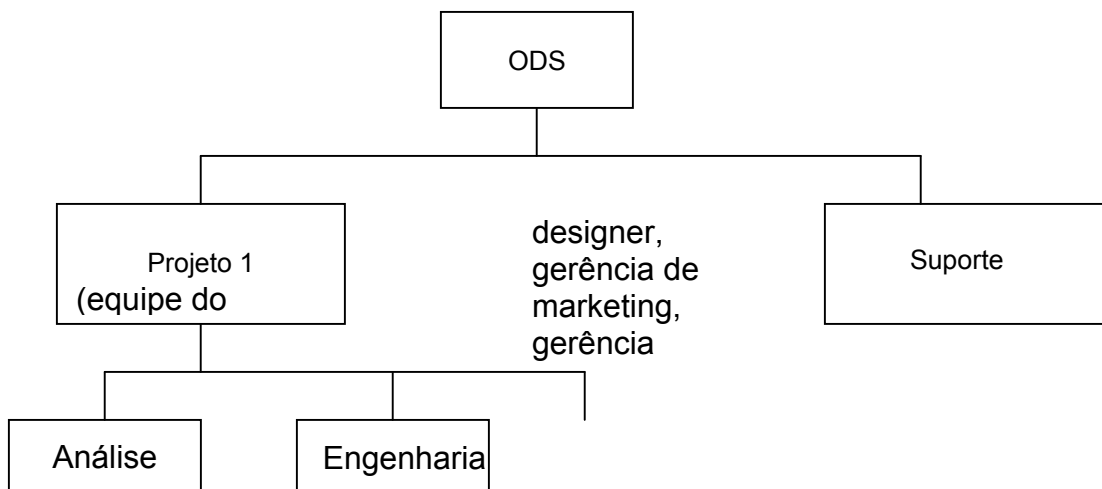 ODS
Projeto 1
(equipe do
designer,
gerência de
marketing,
gerência
Suporte
Análise
Engenharia